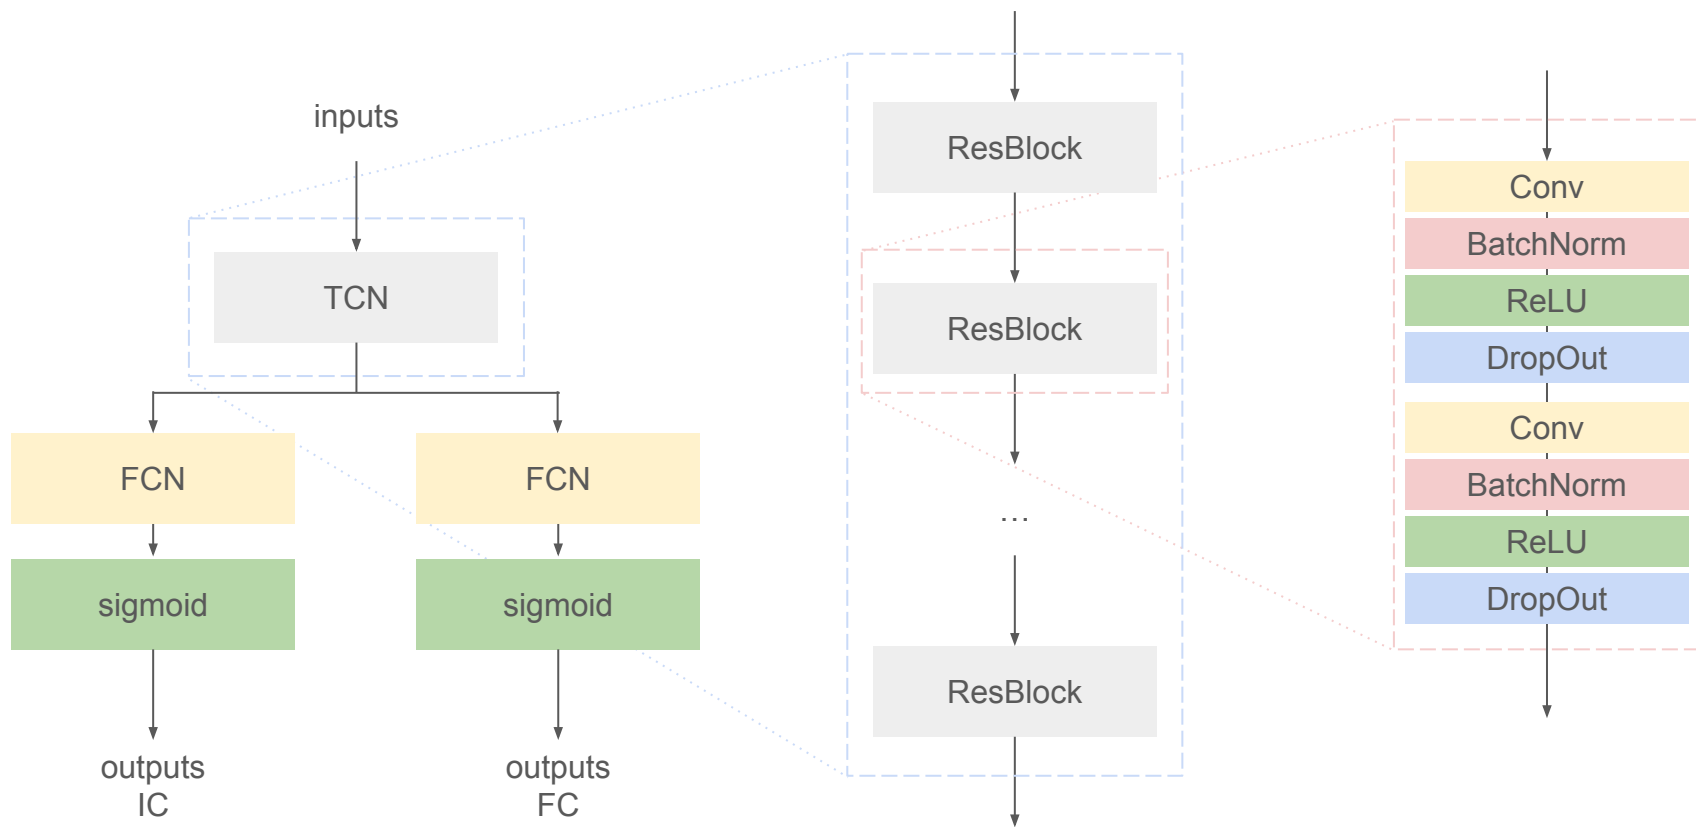 inputs
TCN
FCN
FCN
sigmoid
sigmoid
outputs
IC
outputs
FC
ResBlock
ResBlock
...
ResBlock
Conv
BatchNorm
ReLU
DropOut
Conv
BatchNorm
ReLU
DropOut